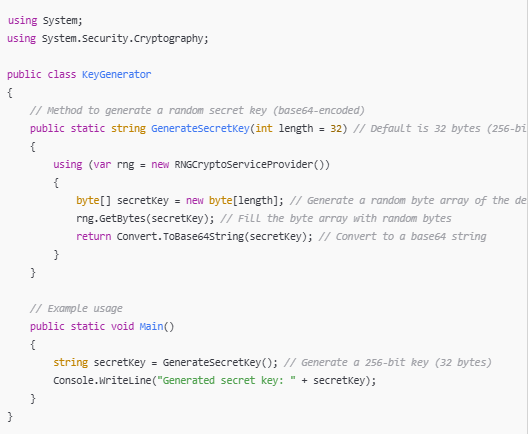 using System;
using System.Security.Cryptography;
public class KeyGenerator
{
// Method to generate a random secret key (base64-encoded)
public static string GenerateSecretKey(int length = 32) // Default is 32 bytes (256-bi
{
using (var rng = new RNGCryptoServiceProvider())
{
byte[] secretKey = new byte[length]; // Generate a random byte array of the de
rng.GetBytes(secretKey); // Fill the byte array with random bytes
return Convert.ToBase64String(secretKey); // Convert to a base64 string
}
}
// Example usage
public static void Main()
{
string secretKey = GenerateSecretKey(); // Generate a 256-bit key (32 bytes)
Console.WriteLine("Generated secret key: " + secretKey);
}
}